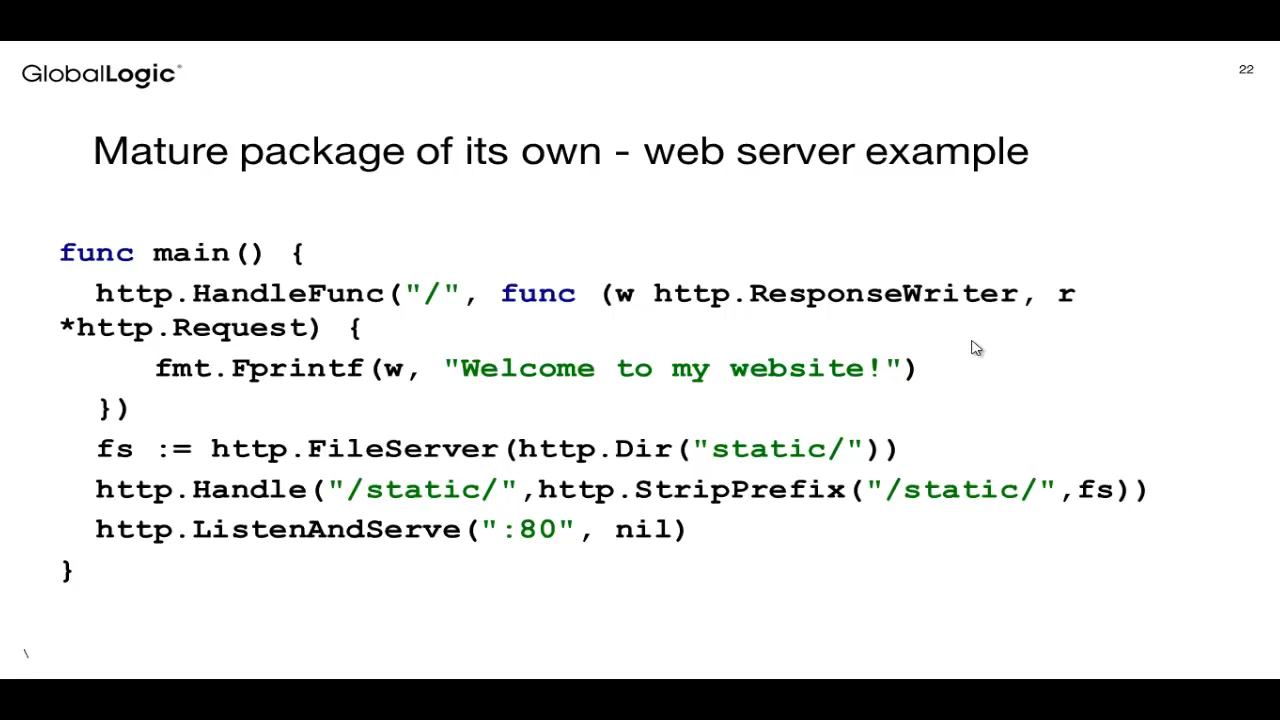 GlobalLogic
22
Mature package of its own - web server example
func main() {
http.HandleFunc("/", func (w http.ResponseWriter, r
*http.Request) {
fmt.Fprintf(w, "Welcome to my website!")
})
fs := http.FileServer(http.Dir("static/"))
http.Handle("/static/",http.StripPrefix("/static/",fs))
http.ListenAndServe(":80", nil)
}
\